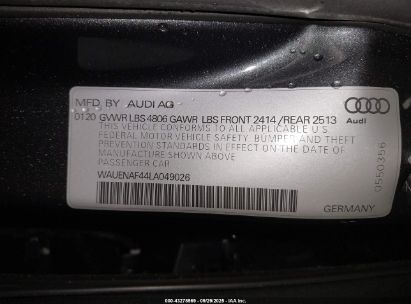 MFD. BY AUDI AG
0120 GVWR LBS 4806 GAWR LBS FRONT 2414 /REAR 2513
THIS VEHICLE CONFORMS TO ALL APPLICABLE U S
FEDERAL MOTOR VEHICLE SAFETY, BUMPER, AND THEFT
PREVENTION STANDARDS IN EFFECT ON THE DATE OF
MANUFACTURE SHOWN ABOVE
PASSENGER CAR
WAUENAF44LA049026
Audi
0550356
GERMANY